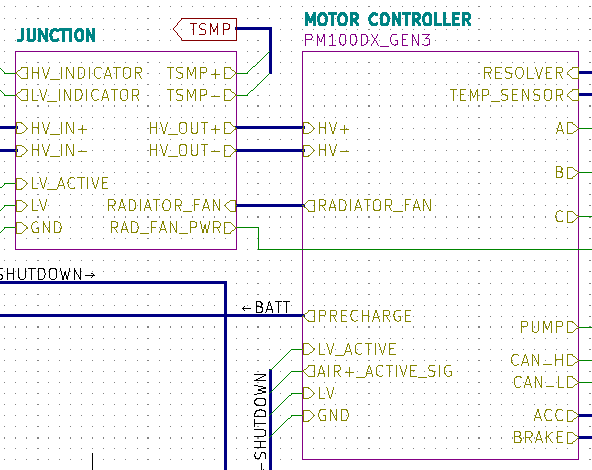 TSMP
JUNCTION
HV_INDICATOR TSMP+
LV_INDICATOR TSMP-
HV_IN+ HV_OUT+
HV_IN- HV_OUT-
LV_ACTIVE
LV RADIATOR_FAN
GND RAD_FAN_PWR
MOTOR CONTROLLER
PM100DX_GEN3
RESOLVER
TEMP_SENSOR
HV+ A
HV-
B
RADIATOR_FAN
C
SHUTDOWN→
←BATT
PRECHARGE
PUMP
LV_ACTIVE
CAN_H
AIR+_ACTIVE_SIG
CAN_L
LV
GND
ACC
BRAKE
SHUTDOWN